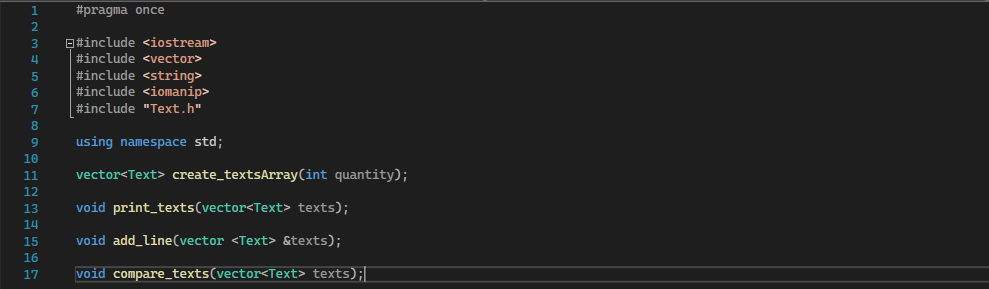 1 #pragma once
2
3 #include <iostream>
4 #include <vector>
5 #include <string>
6 #include <iomanip>
7 #include "Text.h"
8
9 using namespace std;
10
11 vector<Text> create_textsArray(int quantity);
12
13 void print_texts(vector<Text> texts);
14
15 void add_line(vector <Text> &texts);
16
17 void compare_texts(vector<Text> texts);